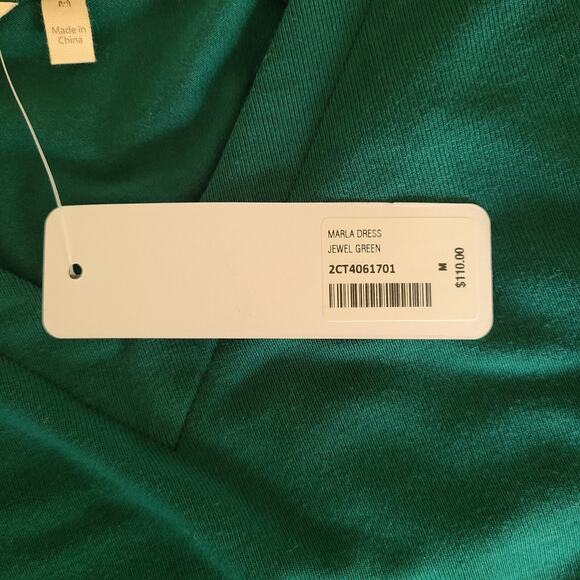 M
Made in
China
MARLA DRESS
JEWEL GREEN
2CT4061701
M
$110.00